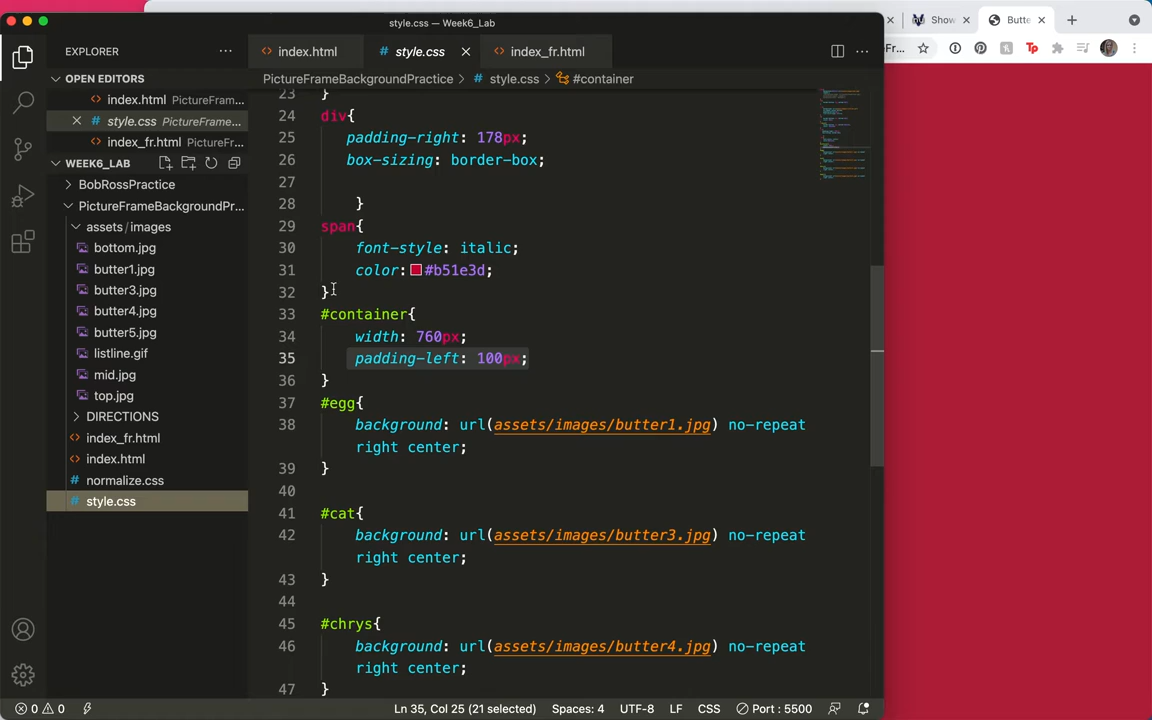 style.css — Week6_Lab
Show
Butte
EXPLORER
index.html
style.css
index_fr.html
Fr...
PictureFrameBackgroundPractice > style.css > #container
OPEN EDITORS
index.html PictureFram...
style.css PictureFrame...
index_fr.html PictureFr...
WEEK6_LAB
BobRossPractice
PictureFrameBackgroundPr...
assets/images
bottom.jpg
butter1.jpg
butter3.jpg
butter4.jpg
butter5.jpg
listline.gif
mid.jpg
top.jpg
DIRECTIONS
index_fr.html
index.html
normalize.css
style.css
23 }
24 div{
25 padding-right: 178px;
26 box-sizing: border-box;
27
28 }
29 span{
30 font-style: italic;
31 color: #b51e3d;
32 }
33 #container{
34 width: 760px;
35 padding-left: 100px;
36 }
37 #egg{
38 background: url(assets/images/butter1.jpg) no-repeat
right center;
39 }
40
41 #cat{
42 background: url(assets/images/butter3.jpg) no-repeat
right center;
43 }
44
45 #chrys{
46 background: url(assets/images/butter4.jpg) no-repeat
right center;
47 }
0 0 Ln 35, Col 25 (21 selected) Spaces: 4 UTF-8 LF CSS Port : 5500